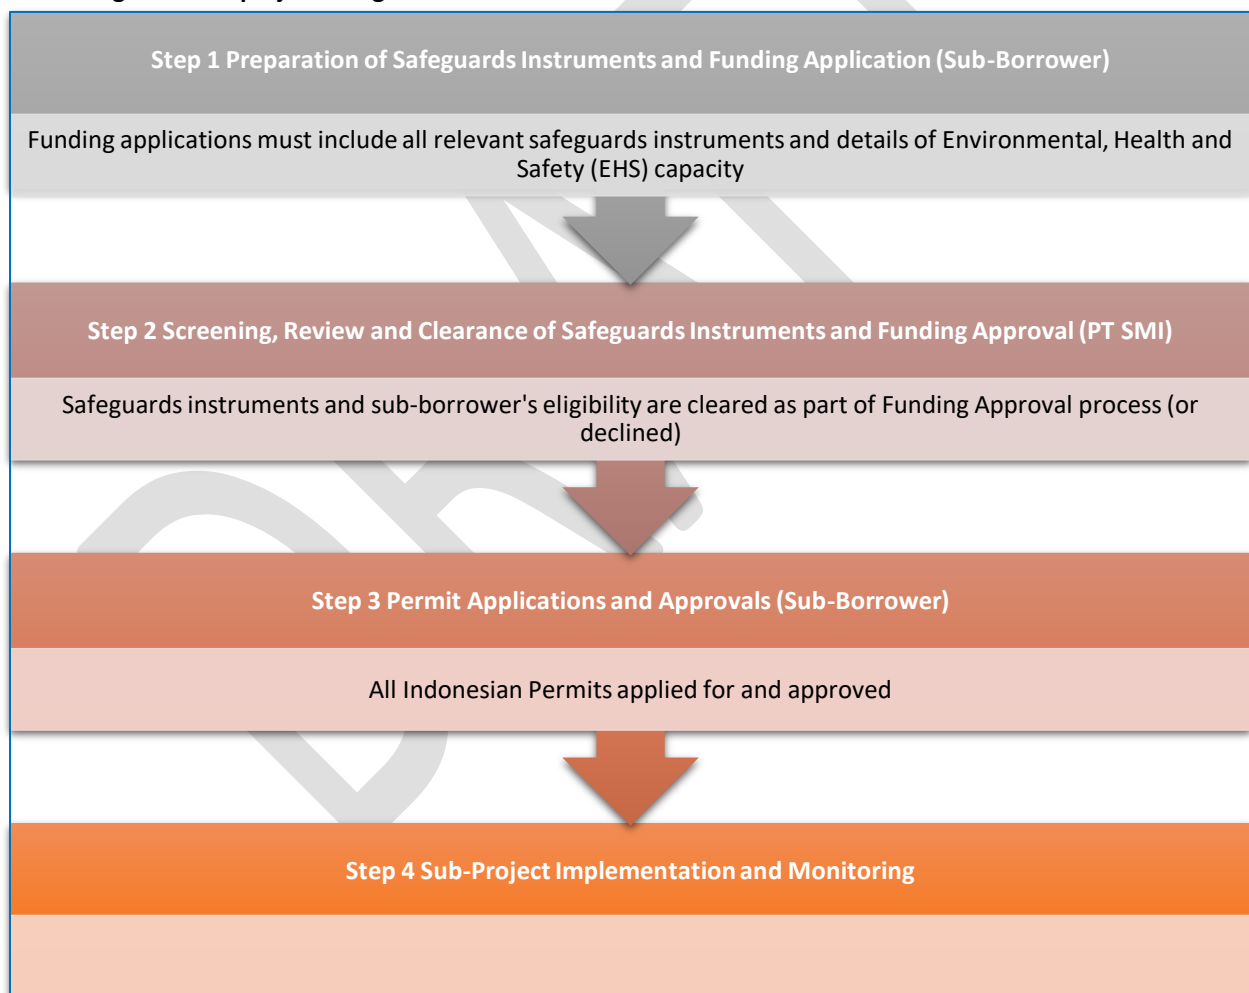 Step 1 Preparation of Safeguards Instruments and Funding Application (Sub-Borrower)
Funding applications must include all relevant safeguards instruments and details of Environmental, Health and
Safety (EHS) capacity
Step 2 Screening, Review and Clearance of Safeguards Instruments and Funding Approval (PT SMI)
Safeguards instruments and sub-borrower's eligibility are cleared as part of Funding Approval process (or
declined)
Step 3 Permit Applications and Approvals (Sub-Borrower)
All Indonesian Permits applied for and approved
Step 4 Sub-Project Implementation and Monitoring